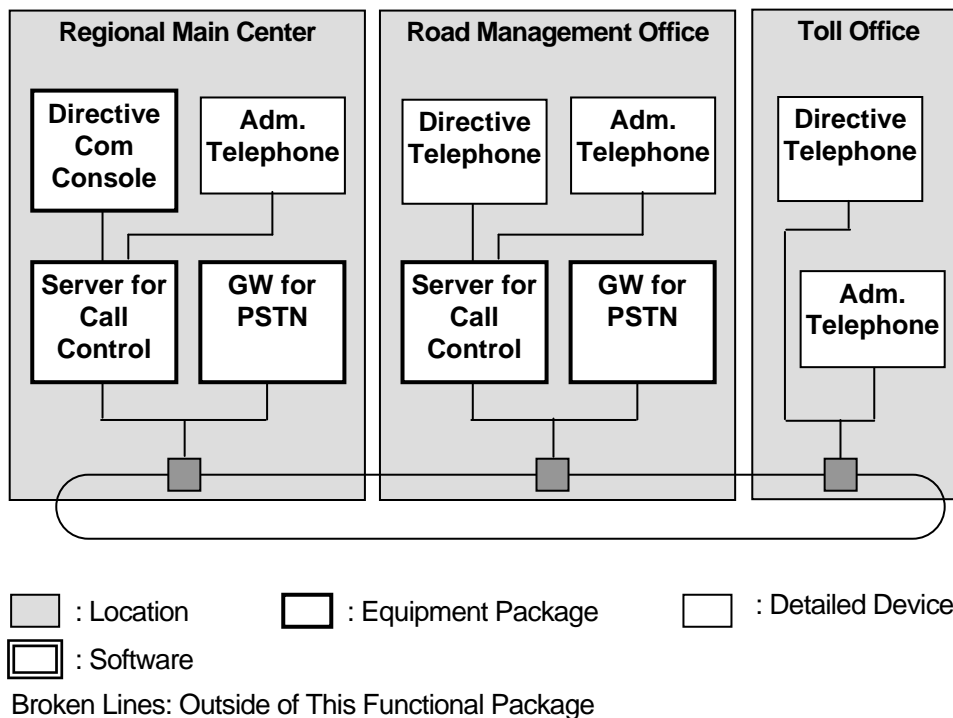 Regional Main Center
Directive
Com
Console
Adm.
Telephone
Server for
Call
Control
GW for
PSTN
Road Management Office
Directive
Telephone
Adm.
Telephone
Server for
Call
Control
GW for
PSTN
Toll Office
Directive
Telephone
Adm.
Telephone
: Location
: Equipment Package
: Detailed Device
: Software
Broken Lines: Outside of This Functional Package